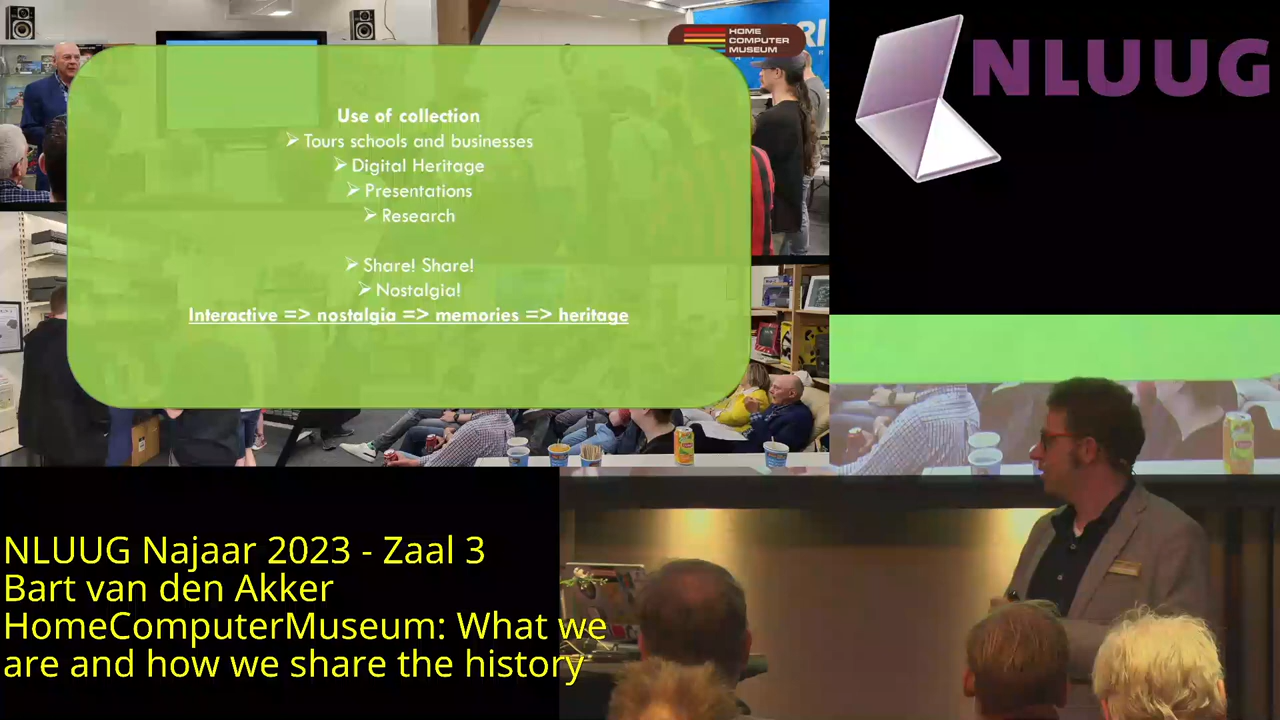 HOME
COMPUTER
MUSEUM
RI
NLUUG
Use of collection
➢ Tours schools and businesses
➢ Digital Heritage
➢ Presentations
➢ Research
➢ Share! Share!
➢ Nostalgia!
Interactive => nostalgia => memories => heritage
NLUUG Najaar 2023 - Zaal 3
Bart van den Akker
HomeComputerMuseum: What we
are and how we share the history